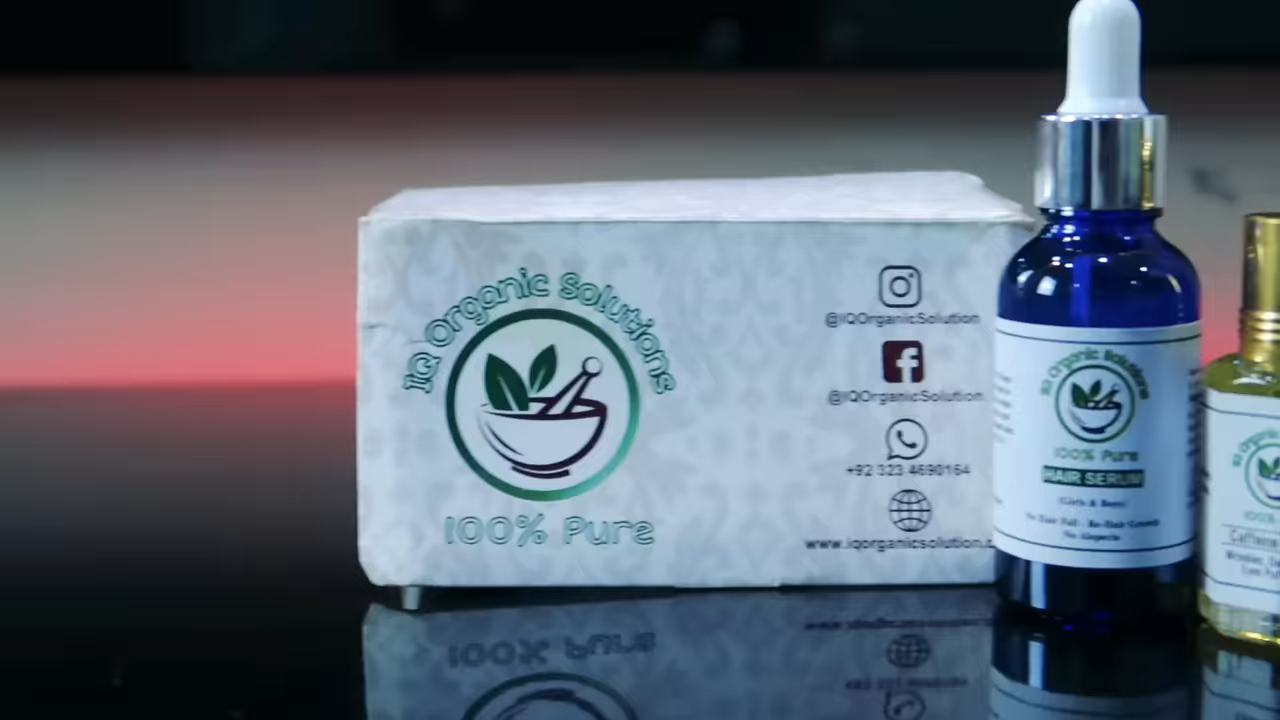 IQ Organic Solutions
100% Pure
@IQOrganicSolution
@IQOrganicSolution
+92 323 4690164
www.iqorganicsolution.c
IQ Organic Solutions
100% Pure
HAIR SERUM
(Girls & Boys)
No Hair Fall - Re-Hair Growth
No Alopecia
Caffeine